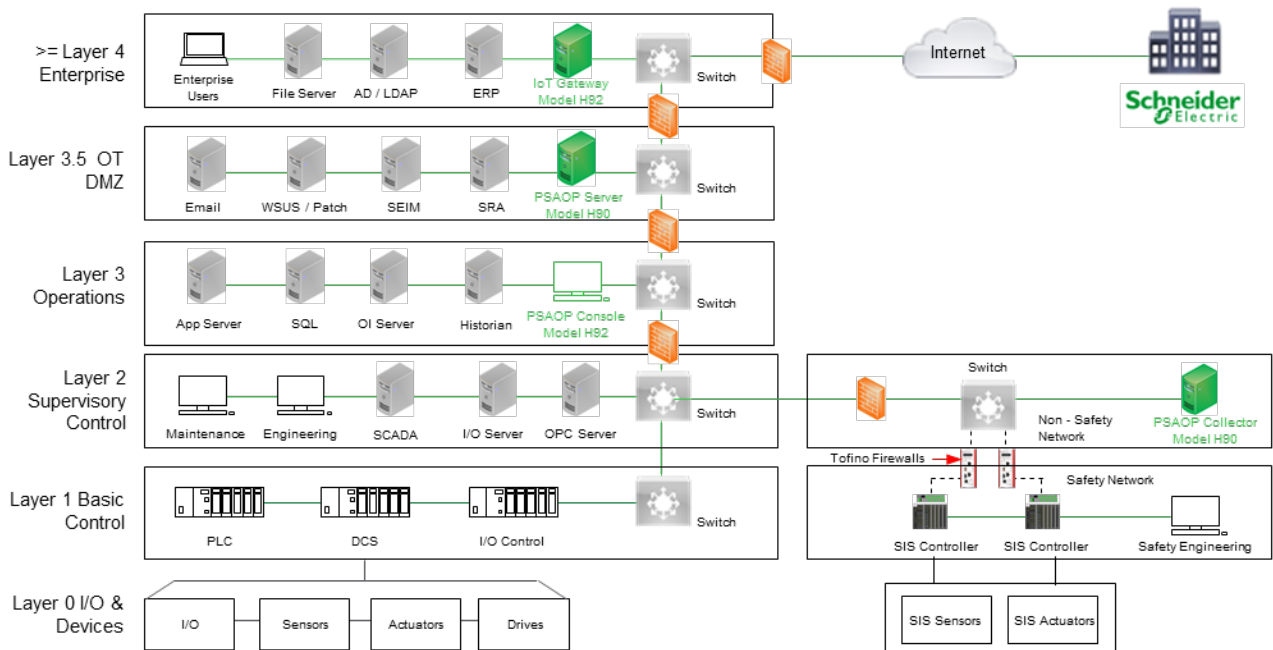 >= Layer 4
Enterprise
Enterprise
Users
File Server
AD / LDAP
ERP
IoT Gateway
Model H92
Switch
Internet
Schneider
Electric
Layer 3.5 OT
DMZ
Email
WSUS / Patch
SEIM
SRA
PSAOP Server
Model H90
Switch
Layer 3
Operations
App Server
SQL
OI Server
Historian
PSAOP Console
Model H92
Switch
Layer 2
Supervisory
Control
Maintenance
Engineering
SCADA
I/O Server
OPC Server
Switch
Switch
Non - Safety
Network
PSAOP Collector
Model H90
Tofino Firewalls
Layer 1 Basic
Control
PLC
DCS
I/O Control
Switch
Safety Network
SIS Controller
SIS Controller
Safety Engineering
Layer 0 I/O &
Devices
I/O
Sensors
Actuators
Drives
SIS Sensors
SIS Actuators